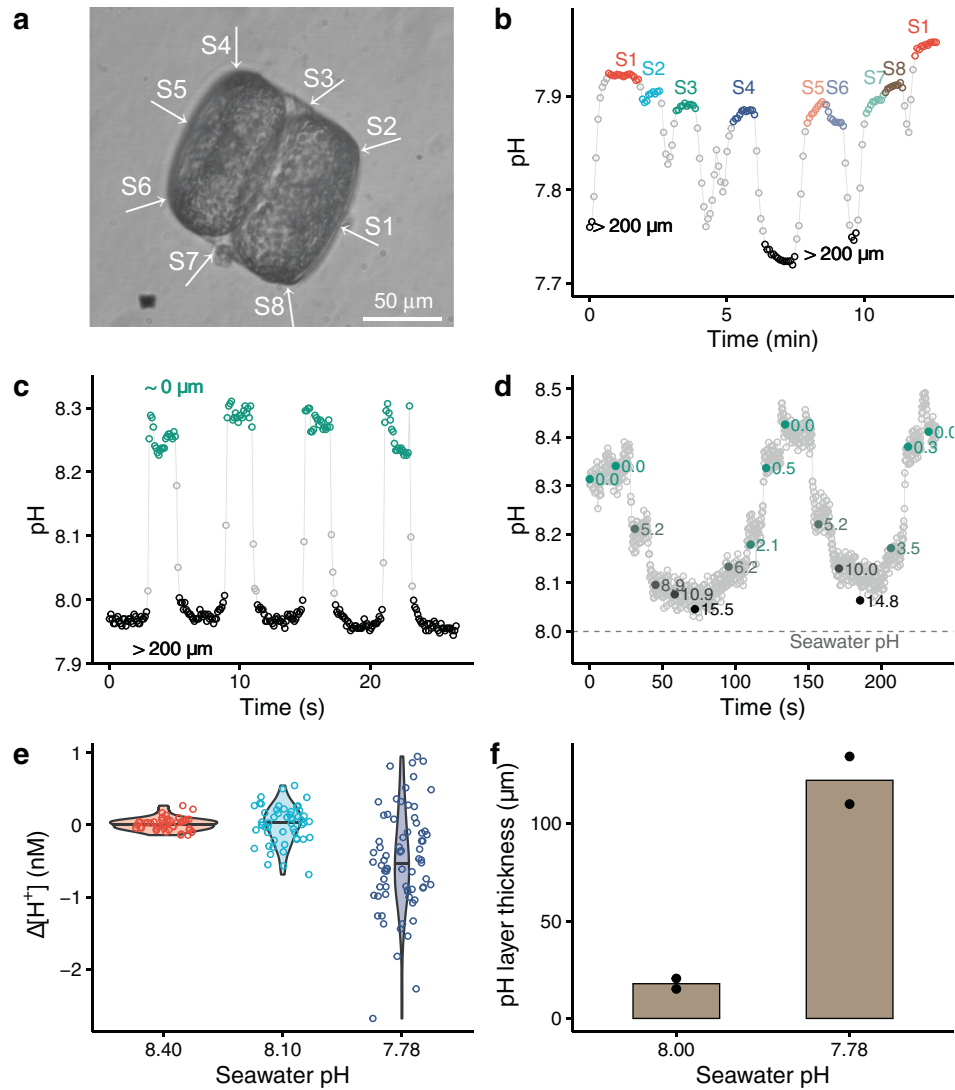 a
S4
S3
S5
S2
S6
S1
S7
S8
50 μm
b
S1
S1
S2
S3
S4
S5
S6
S7
S8
7.9
7.8
7.7
pH
> 200 μm
> 200 μm
0
5
10
Time (min)
c
~ 0 μm
8.3
8.2
8.1
8.0
7.9
pH
> 200 μm
0
10
20
Time (s)
d
8.5
8.4
8.3
8.2
8.1
8.0
pH
0.0
0.0
5.2
8.9
10.9
15.5
6.2
2.1
0.5
0.0
5.2
10.0
14.8
3.5
0.3
0.0
Seawater pH
0
50
100
150
200
Time (s)
e
1
0
−1
−2
Δ[H⁺] (nM)
8.40
8.10
7.78
Seawater pH
f
100
50
0
pH layer thickness (μm)
8.00
7.78
Seawater pH